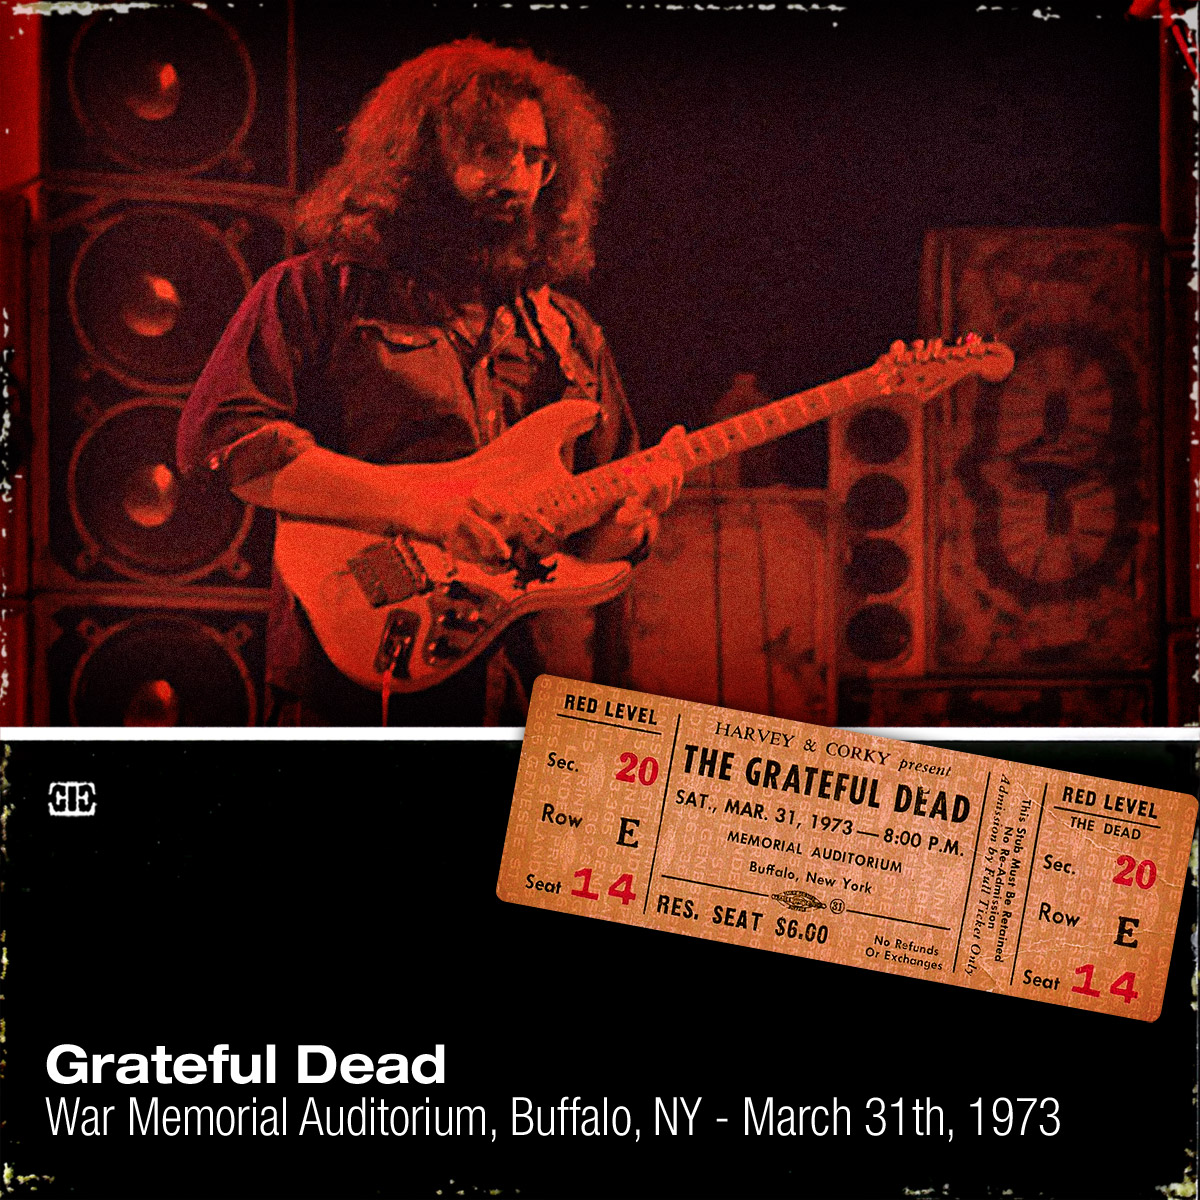 RED LEVEL
Sec. 20
Row E
Seat 14
HARVEY & CORKY present
THE GRATEFUL DEAD
SAT., MAR. 31, 1973—8:00 P.M.
MEMORIAL AUDITORIUM
Buffalo, New York
31
RES. SEAT $6.00
No Refunds
Or Exchanges
This Stub Must Be Retained
No Re-Admission
Admission by Full Ticket Only
RED LEVEL
THE DEAD
Sec. 20
Row E
Seat 14
Grateful Dead
War Memorial Auditorium, Buffalo, NY - March 31th, 1973